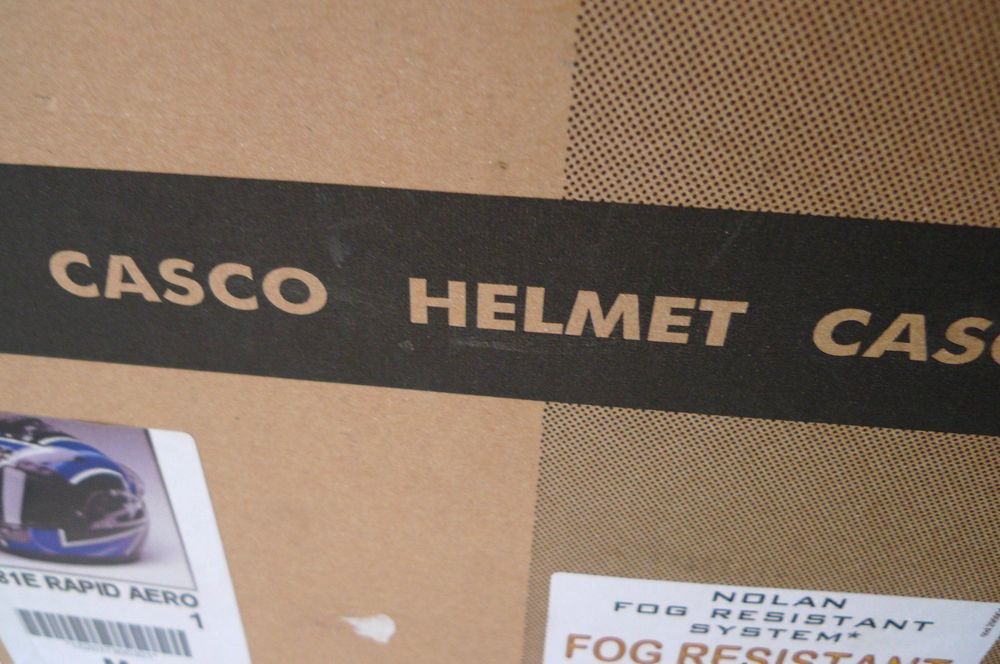 CASCO HELMET CASC
81E RAPID AERO
1
NOLAN
FOG RESISTANT
SYSTEM*
FOG RESISTANT